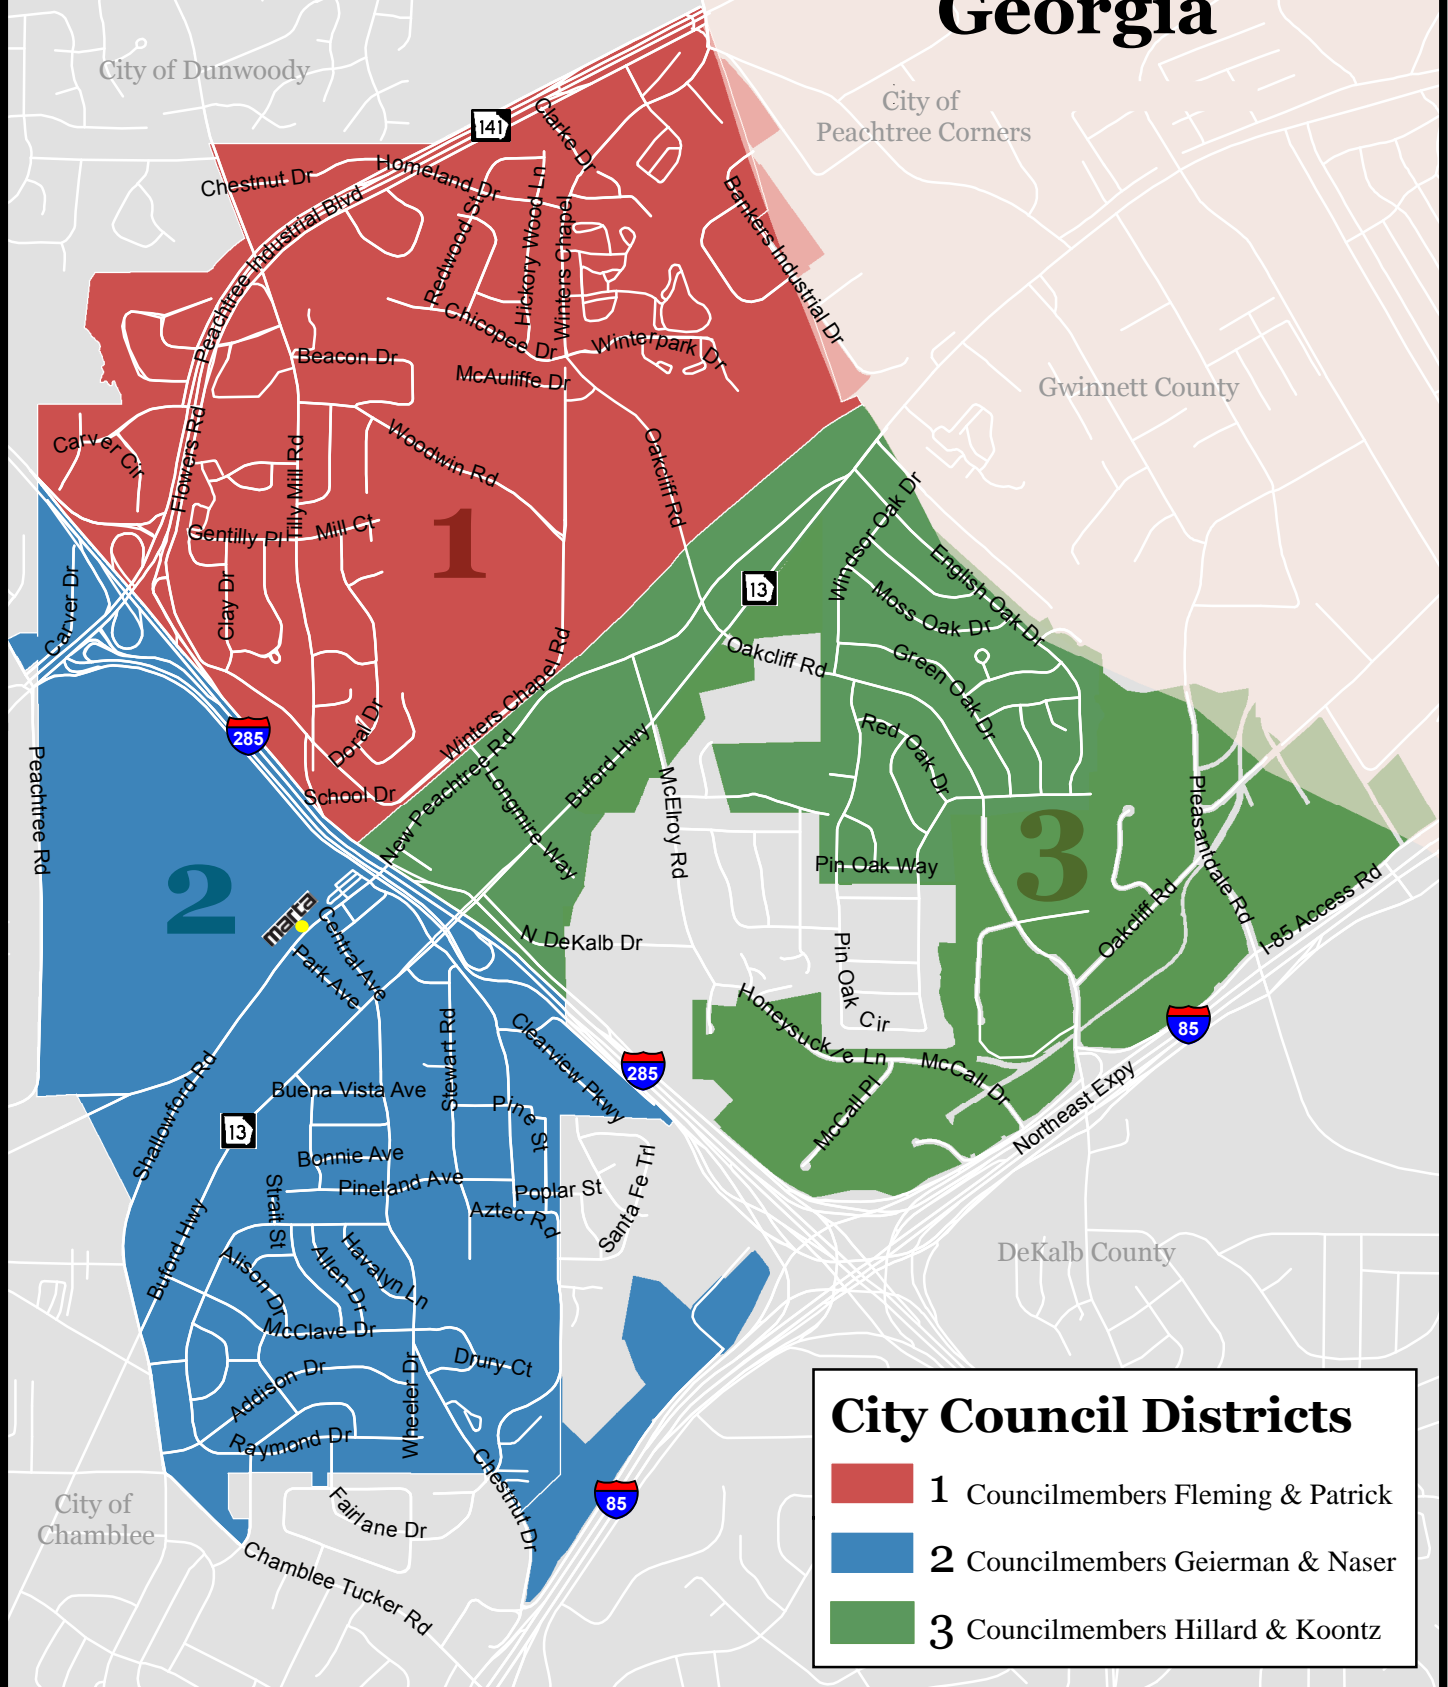 Georgia
City of Dunwoody
City of
Peachtree Corners
141
Clarke Dr
Chestnut Dr
Homeland Dr
Peachtree Industrial Blvd
Redwood St
Hickory Wood Ln
Winters Chapel
Bankers Industrial Dr
Chicopee Dr
Winterpark Dr
Beacon Dr
McAuliffe Dr
Gwinnett County
Carver Cir
Flowers Rd
Tilly Mill Rd
Woodwin Rd
Oakcliff Rd
Gentilly Pl
Mill Ct
1
Clay Dr
Carver Dr
13
Windsor Oak Dr
English Oak Dr
Moss Oak Dr
Oakcliff Rd
Green Oak Dr
Winters Chapel Rd
Doral Dr
285
School Dr
New Peachtree Rd
Longmire Way
Buford Hwy
McElroy Rd
Red Oak Dr
Peachtree Rd
Pleasantdale Rd
Pin Oak Way
3
2
marta
Central Ave
Park Ave
N DeKalb Dr
Pin Oak Cir
Oakcliff Rd
I-85 Access Rd
85
Honeysuckle Ln
McCall Dr
McCall Pl
Northeast Expy
Stewart Rd
Clearview Pkwy
285
Shallowford Rd
Buena Vista Ave
13
Pine St
Bonnie Ave
Pineland Ave
Poplar St
Aztec Rd
Santa Fe Trl
Strait St
Buford Hwy
Alison Dr
Allen Dr
Havalyn Ln
DeKalb County
McClave Dr
Drury Ct
Addison Dr
Wheeler Dr
Raymond Dr
Chestnut Dr
85
City of
Chamblee
Fairlane Dr
Chamblee Tucker Rd
City Council Districts
1 Councilmembers Fleming & Patrick
2 Councilmembers Geierman & Naser
3 Councilmembers Hillard & Koontz